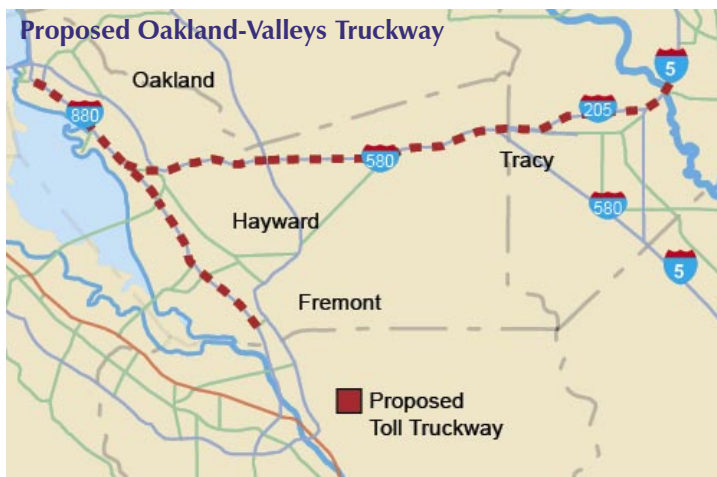 Proposed Oakland-Valleys Truckway
Oakland
5
880
205
580
Tracy
Hayward
580
5
Fremont
Proposed
Toll Truckway